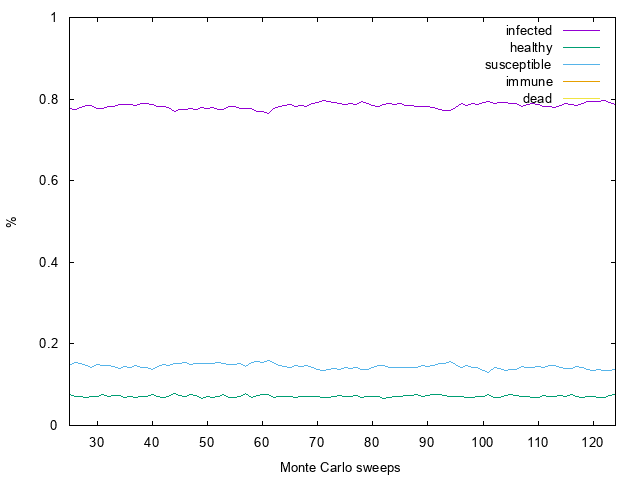 1
infected
healthy
susceptible
immune
0.8
dead
0.6
%
0.4
0.2
0
30 40 50 60 70 80 90 100 110 120
Monte Carlo sweeps